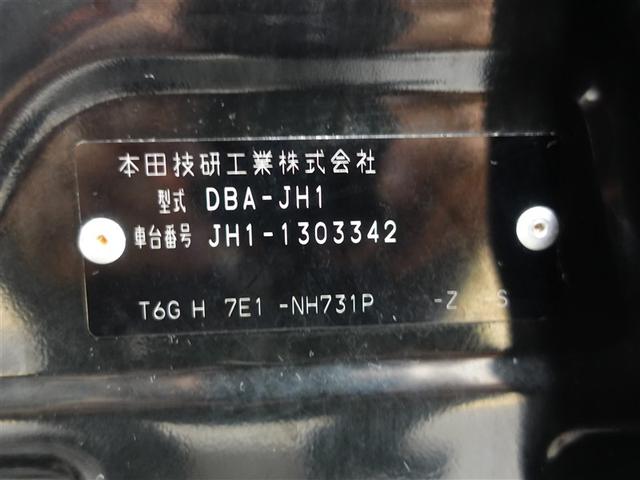 本田技研工業株式会社
型式 DBA-JH1
車台番号 JH1-1303342
T6G H 7E1 -NH731P -Z -S